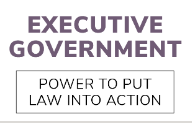 EXECUTIVE
GOVERNMENT
POWER TO PUT
LAW INTO ACTION